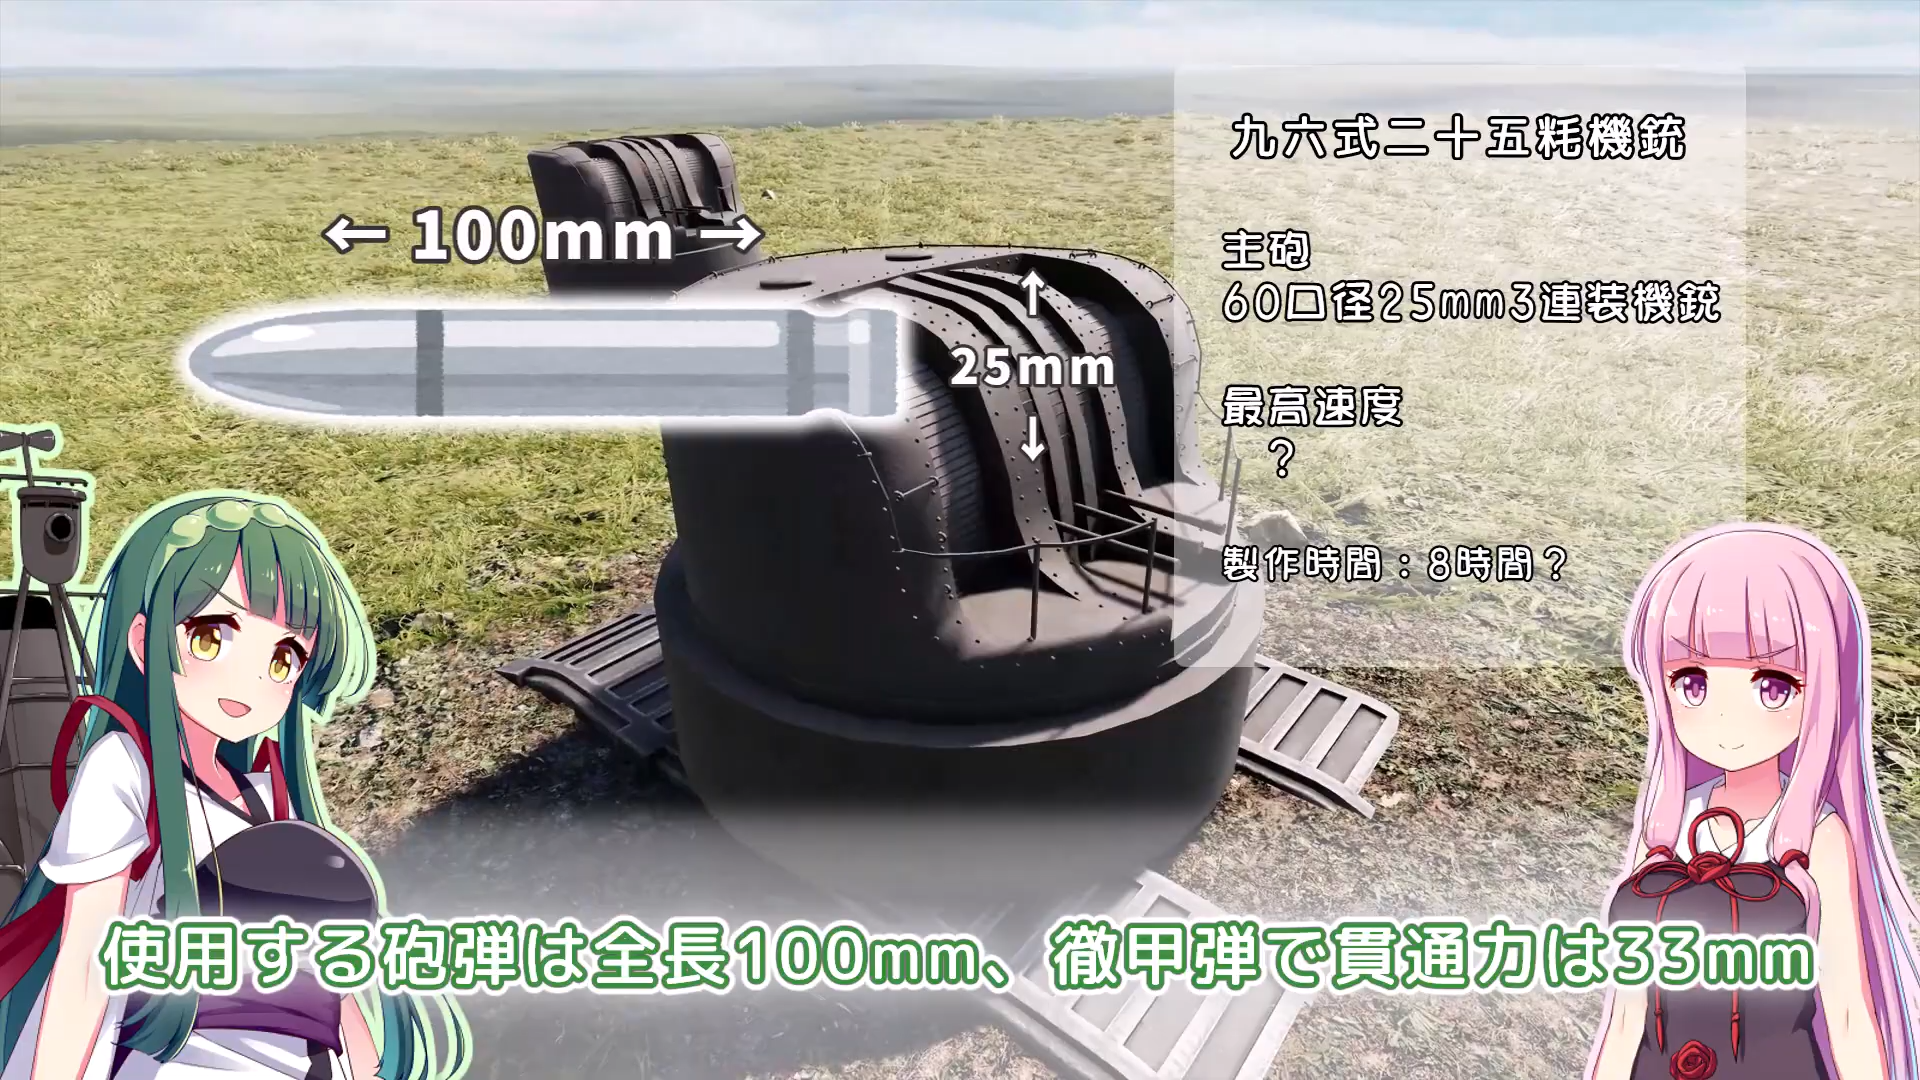 九六式二十五粍機銃
← 100mm →
主砲
60口径25mm3連装機銃
↑
25mm
↓
最高速度
?
製作時間：8時間？
使用する砲弾は全長100mm、徹甲弾で貫通力は33mm